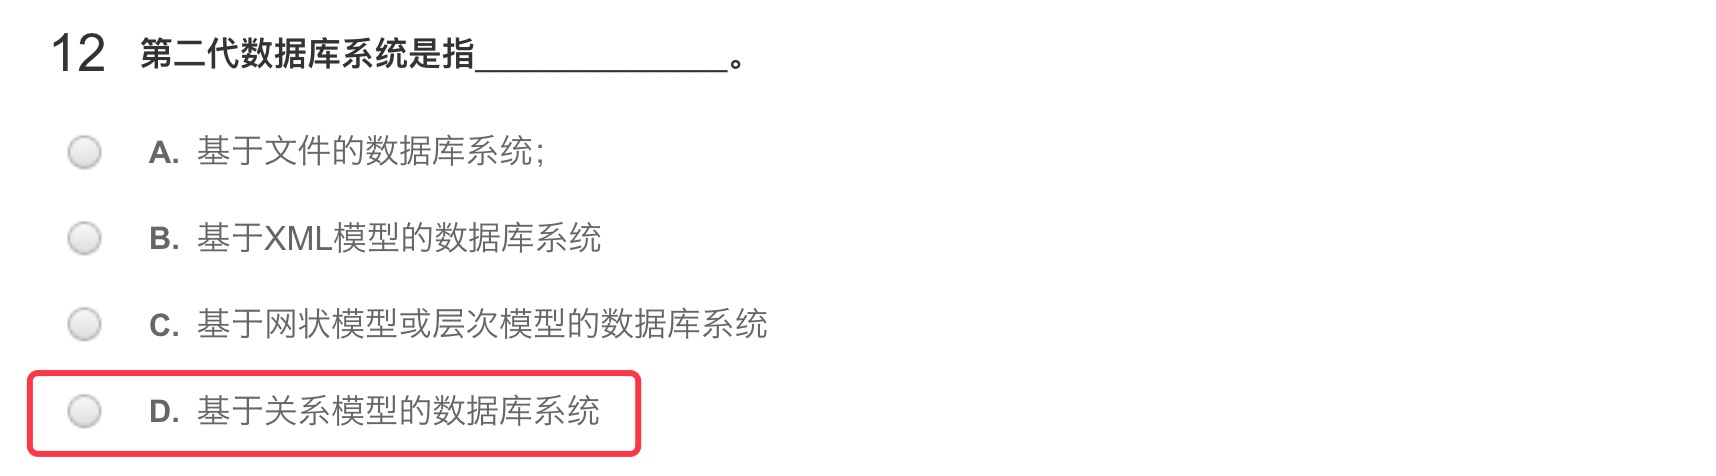 12 第二代数据库系统是指_______________。
A. 基于文件的数据库系统;
B. 基于XML模型的数据库系统
C. 基于网状模型或层次模型的数据库系统
D. 基于关系模型的数据库系统